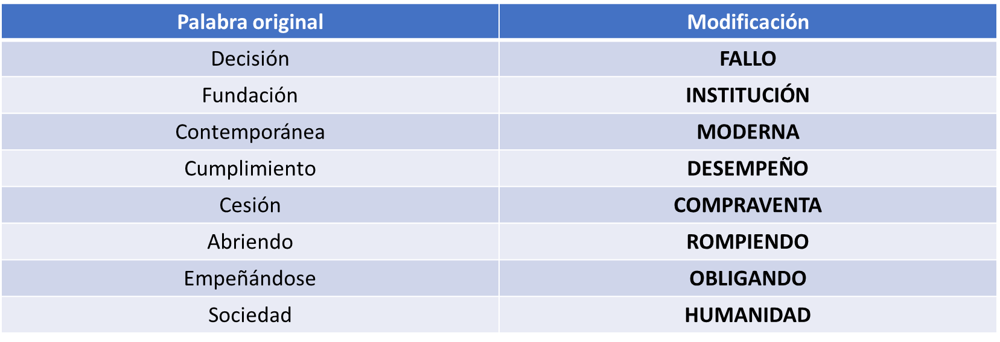 Palabra original Modificación
Decisión FALLO
Fundación INSTITUCIÓN
Contemporánea MODERNA
Cumplimiento DESEMPEÑO
Cesión COMPRAVENTA
Abriendo ROMPIENDO
Empeñándose OBLIGANDO
Sociedad HUMANIDAD